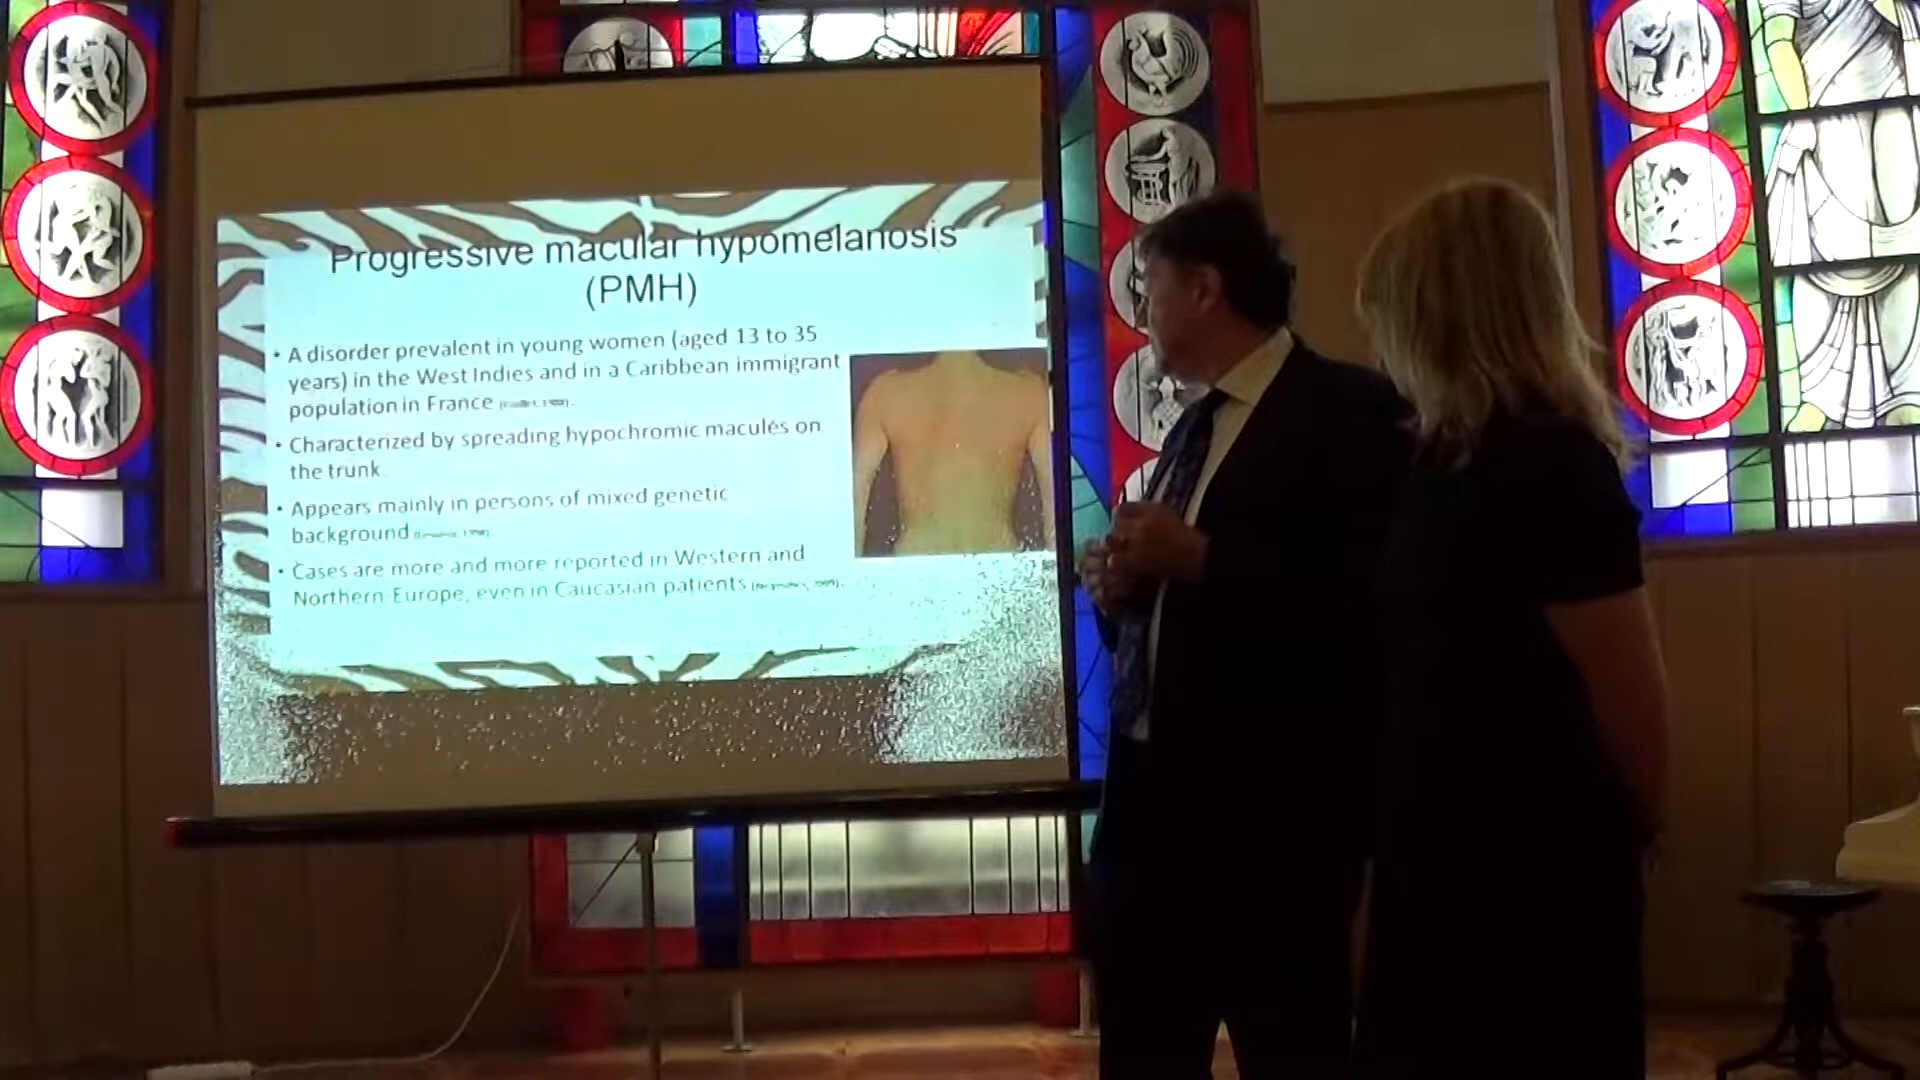 Progressive macular hypomelanosis
(PMH)
• A disorder prevalent in young women (aged 13 to 35
years) in the West Indies and in a Caribbean immigrant
population in France
• Characterized by spreading hypochromic macules on
the trunk.
• Appears mainly in persons of mixed genetic
background
• Cases are more and more reported in Western and
Northern Europe, even in Caucasian patients